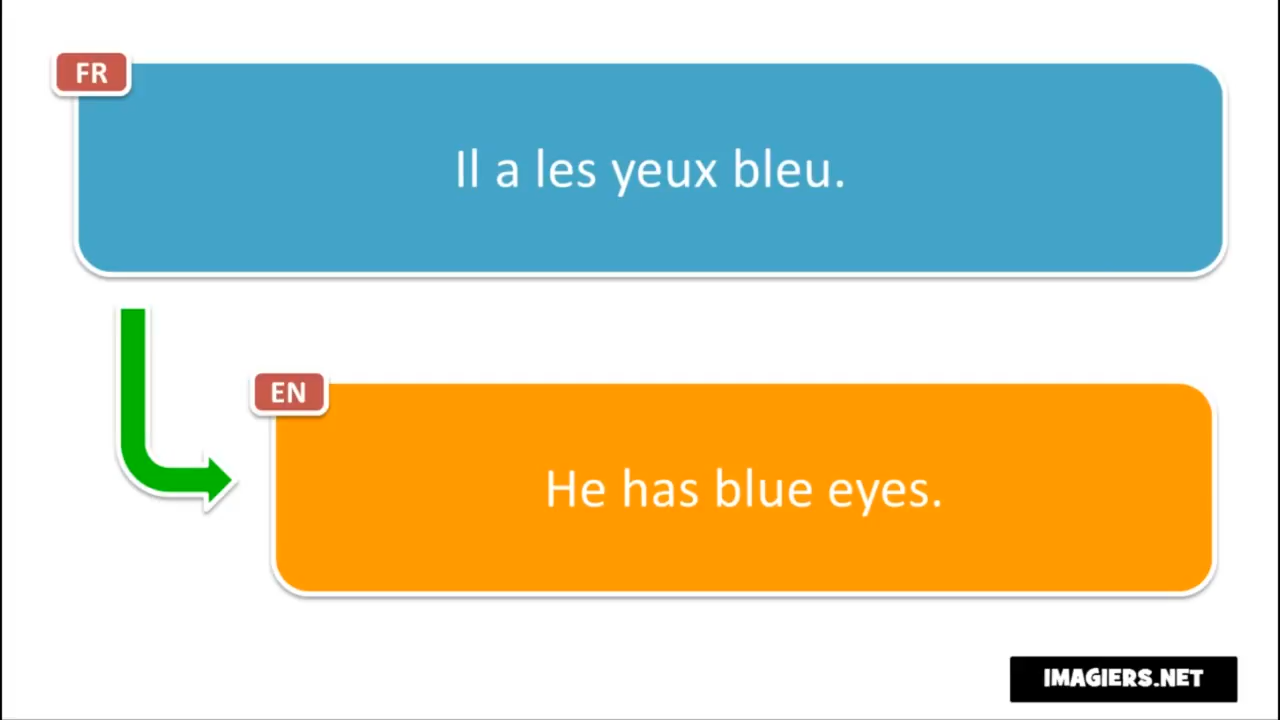 FR
Il a les yeux bleu.
EN
He has blue eyes.
IMAGIERS.NET